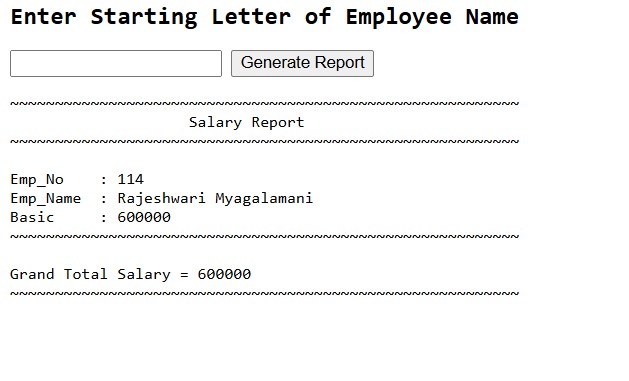 Enter Starting Letter of Employee Name
Generate Report
~~~~~~~~~~~~~~~~~~~~~~~~~~~~~~~~~~~~~~~~~~~~~~~~~~~~~~~~~
Salary Report
~~~~~~~~~~~~~~~~~~~~~~~~~~~~~~~~~~~~~~~~~~~~~~~~~~~~~~~~~
Emp_No    : 114
Emp_Name  : Rajeshwari Myagalamani
Basic     : 600000
~~~~~~~~~~~~~~~~~~~~~~~~~~~~~~~~~~~~~~~~~~~~~~~~~~~~~~~~~
Grand Total Salary = 600000
~~~~~~~~~~~~~~~~~~~~~~~~~~~~~~~~~~~~~~~~~~~~~~~~~~~~~~~~~